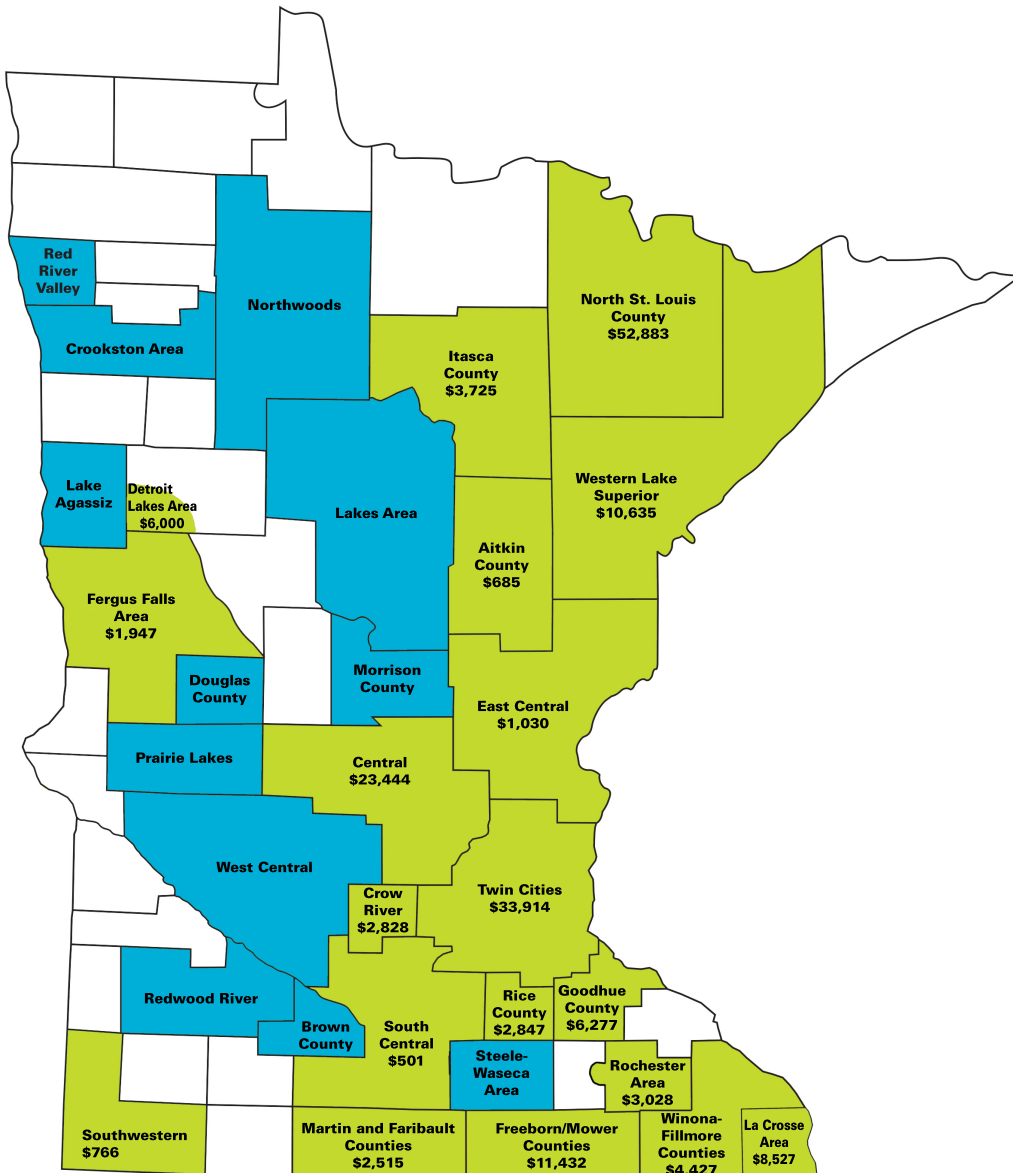 Red
River
Valley
Northwoods
North St. Louis
County
$52,883
Crookston Area
Itasca
County
$3,725
Lake
Agassiz
Detroit
Lakes Area
$6,000
Lakes Area
Western Lake
Superior
$10,635
Aitkin
County
$685
Fergus Falls
Area
$1,947
Douglas
County
Morrison
County
East Central
$1,030
Prairie Lakes
Central
$23,444
West Central
Crow
River
$2,828
Twin Cities
$33,914
Redwood River
Brown
County
South
Central
$501
Rice
County
$2,847
Goodhue
County
$6,277
Steele-
Waseca
Area
Rochester
Area
$3,028
Southwestern
$766
Martin and Faribault
Counties
$2,515
Freeborn/Mower
Counties
$11,432
Winona-
Fillmore
Counties
$4,427
La Crosse
Area
$8,527